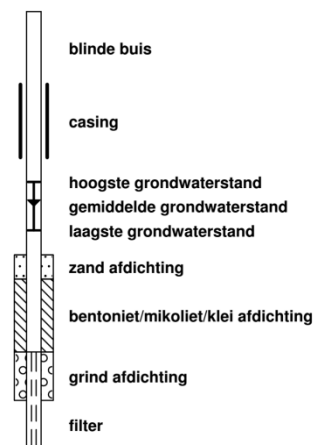 blinde buis
casing
hoogste grondwaterstand
gemiddelde grondwaterstand
laagste grondwaterstand
zand afdichting
bentoniet/mikoliet/klei afdichting
grind afdichting
filter